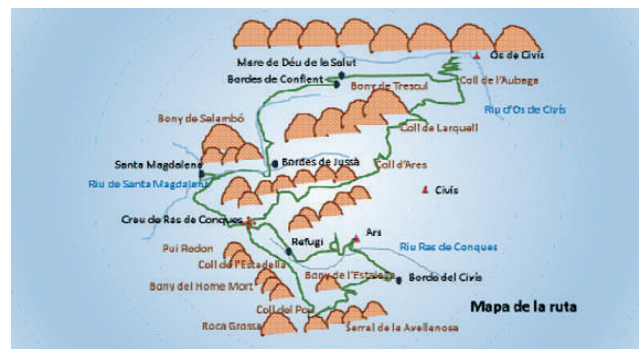 Os de Civís
Mare de Déu de la Salut
Bordes de Conflent
Coll de l'Aubaga
Bony de Trescul
Riu d'Os de Civís
Bony de Salambó
Coll de Larquell
Santa Magdalena
Bordes de Jussà
Coll d'Ares
Riu de Santa Magdalena
Civís
Creu de Ras de Conques
Ars
Refugi
Riu Ras de Conques
Pui Redon
Coll de l'Estadella
Bony de l'Estalega
Borda del Civís
Bony del Home Mort
Coll del Pou
Mapa de la ruta
Roca Grossa
Serrat de la Avellanosa